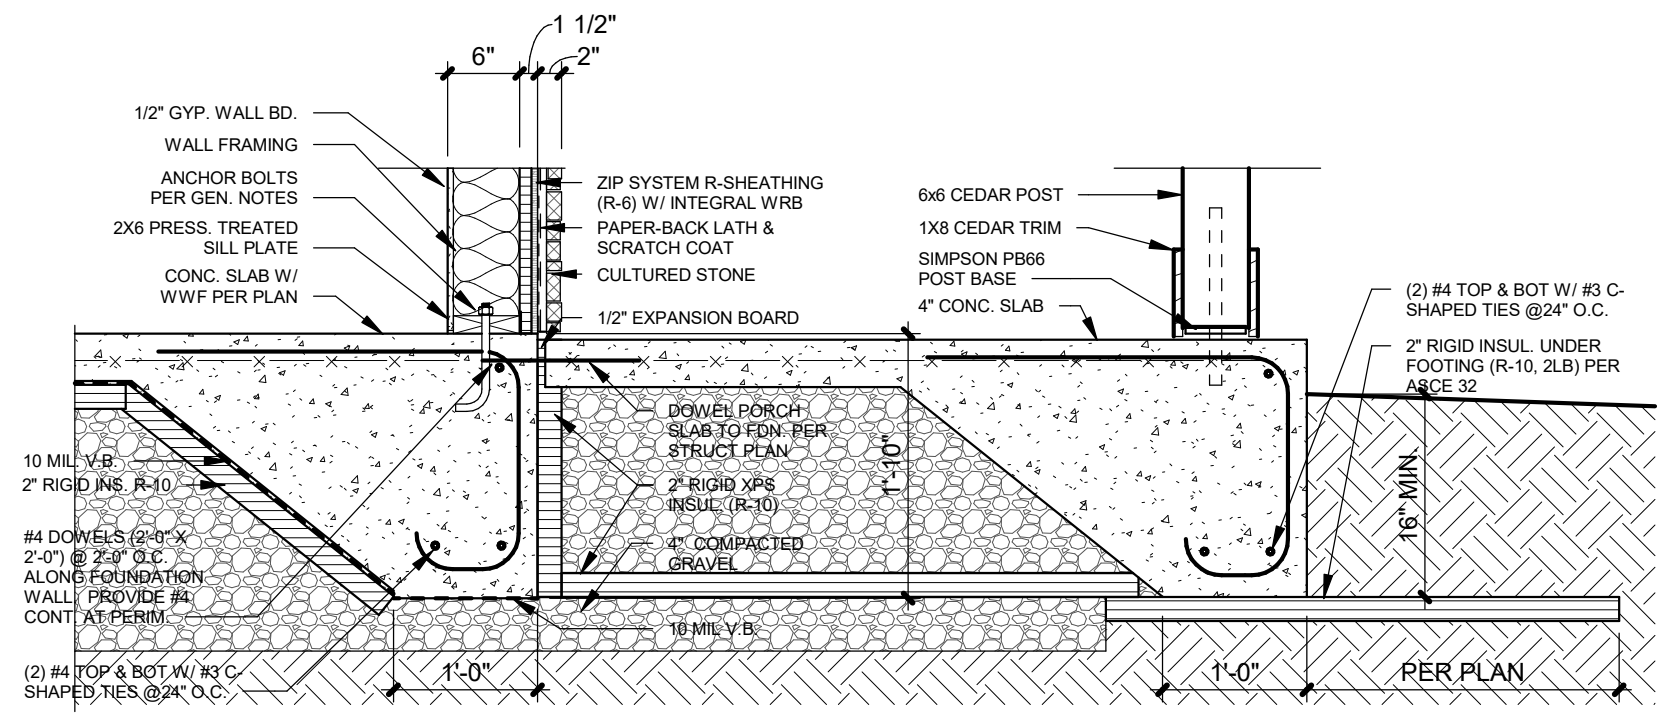 1 1/2"
6"
2"
1/2" GYP. WALL BD.
WALL FRAMING
ANCHOR BOLTS
PER GEN. NOTES
2X6 PRESS. TREATED
SILL PLATE
CONC. SLAB W/
WWF PER PLAN
ZIP SYSTEM R-SHEATHING
(R-6) W/ INTEGRAL WRB
PAPER-BACK LATH &
SCRATCH COAT
CULTURED STONE
1/2" EXPANSION BOARD
6x6 CEDAR POST
1X8 CEDAR TRIM
SIMPSON PB66
POST BASE
4" CONC. SLAB
(2) #4 TOP & BOT W/ #3 C-
SHAPED TIES @24" O.C.
2" RIGID INSUL. UNDER
FOOTING (R-10, 2LB) PER
ASCE 32
10 MIL. V.B.
2" RIGID INS. R-10
#4 DOWELS (2'-0" X
2'-0") @ 2'-0" O.C.
ALONG FOUNDATION
WALL. PROVIDE #4
CONT. AT PERIM.
(2) #4 TOP & BOT W/ #3 C-
SHAPED TIES @24" O.C.
DOWEL PORCH
SLAB TO FDN. PER
STRUCT PLAN
2" RIGID XPS
INSUL. (R-10)
4" COMPACTED
GRAVEL
10 MIL V.B.
1'-10"
16" MIN
1'-0"
1'-0"
PER PLAN